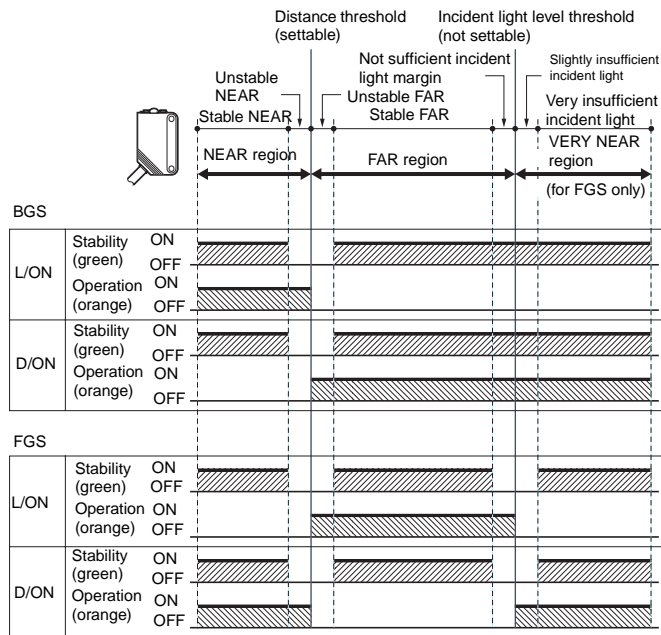 Distance threshold
(settable)
Incident light level threshold
(not settable)
Unstable
NEAR
Stable NEAR
Not sufficient incident
light margin
Unstable FAR
Stable FAR
Slightly insufficient
incident light
Very insufficient
incident light
NEAR region
FAR region
VERY NEAR
region
(for FGS only)
BGS
L/ON
Stability
(green)
ON
OFF
Operation
(orange)
ON
OFF
D/ON
Stability
(green)
ON
OFF
Operation
(orange)
ON
OFF
FGS
L/ON
Stability
(green)
ON
OFF
Operation
(orange)
ON
OFF
D/ON
Stability
(green)
ON
OFF
Operation
(orange)
ON
OFF